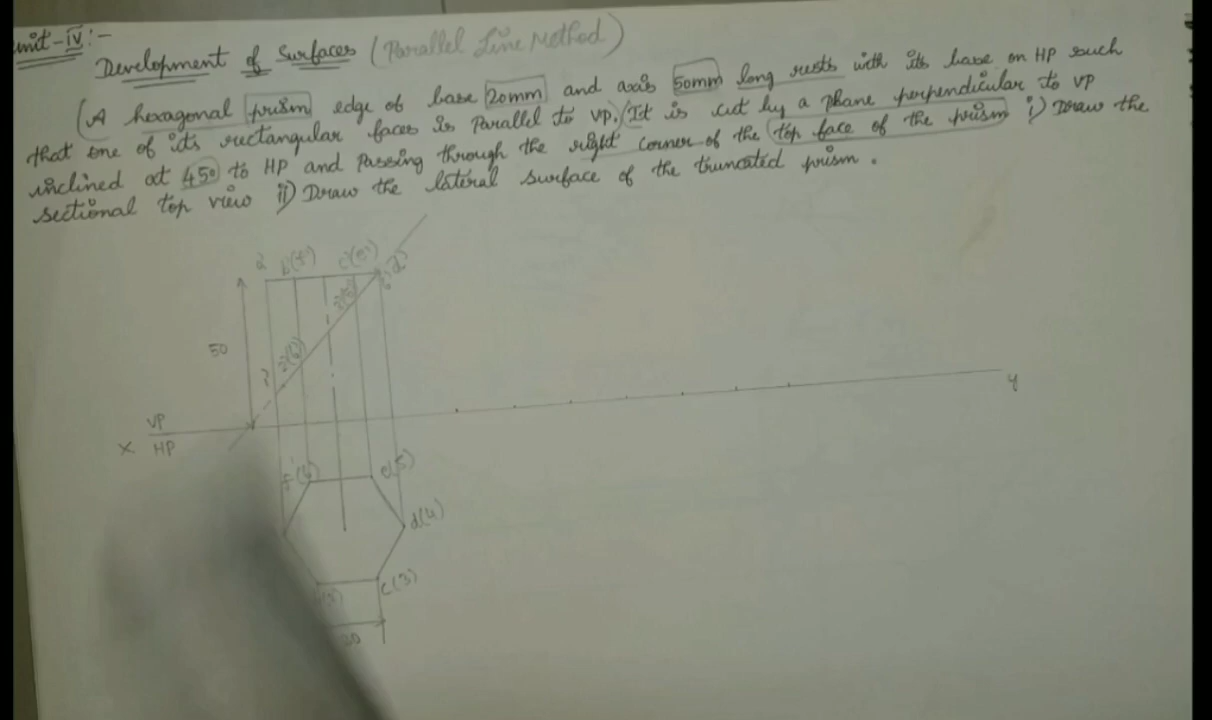 unit-IV:-
Development of Surfaces (Parallel Line Method)
(A hexagonal prism edge of base 20mm and axis 50mm long rests with its base on HP such
that one of its rectangular faces is Parallel to VP. (It is cut by a plane perpendicular to VP
inclined at 45° to HP and Passing through the right corner of the top face of the prism i) Draw the
sectional top view ii) Draw the lateral surface of the truncated prism.
b'(f') c'(e') d'
50
VP
X HP
y
f'(6) e(5)
d(4)
c(3)